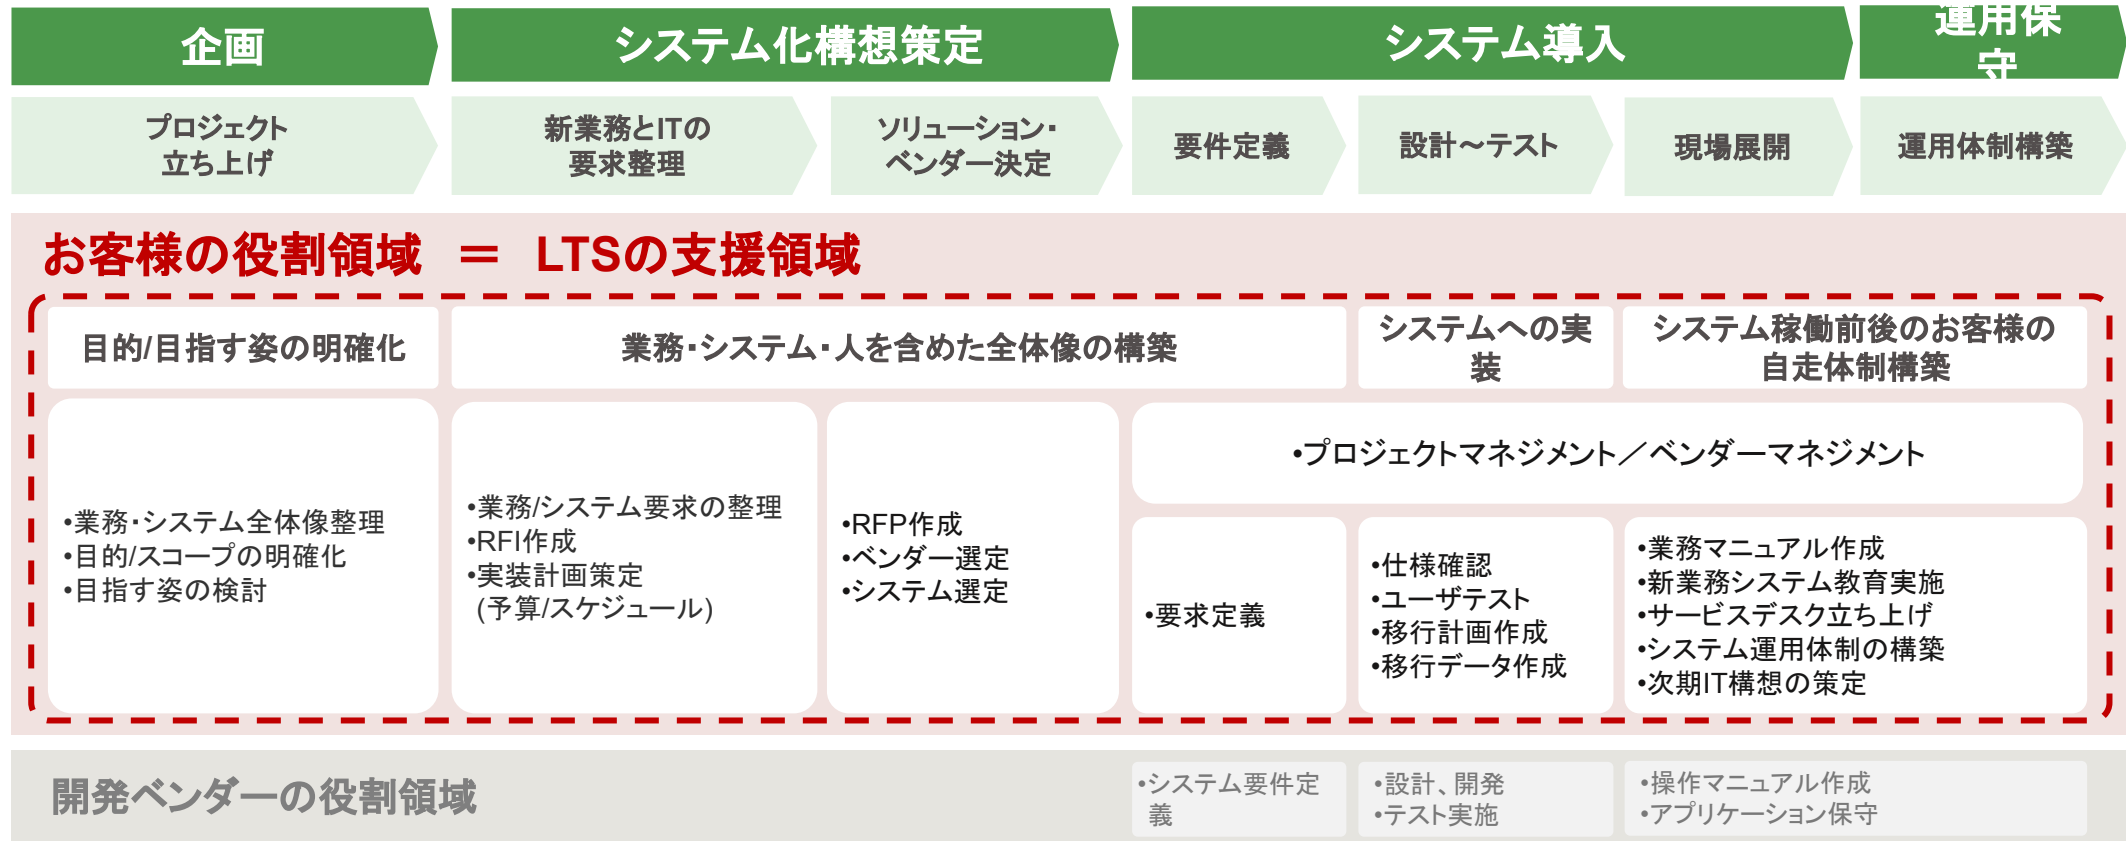 企画
システム化構想策定
システム導入
運用保
守
プロジェクト
立ち上げ
新業務とITの
要求整理
ソリューション・
ベンダー決定
要件定義
設計～テスト
現場展開
運用体制構築
お客様の役割領域 ＝ LTSの支援領域
目的/目指す姿の明確化
業務・システム・人を含めた全体像の構築
システムへの実
装
システム稼働前後のお客様の
自走体制構築
•業務・システム全体像整理
•目的/スコープの明確化
•目指す姿の検討
•業務/システム要求の整理
•RFI作成
•実装計画策定
(予算/スケジュール)
•RFP作成
•ベンダー選定
•システム選定
•プロジェクトマネジメント／ベンダーマネジメント
•要求定義
•仕様確認
•ユーザテスト
•移行計画作成
•移行データ作成
•業務マニュアル作成
•新業務システム教育実施
•サービスデスク立ち上げ
•システム運用体制の構築
•次期IT構想の策定
開発ベンダーの役割領域
•システム要件定
義
•設計、開発
•テスト実施
•操作マニュアル作成
•アプリケーション保守